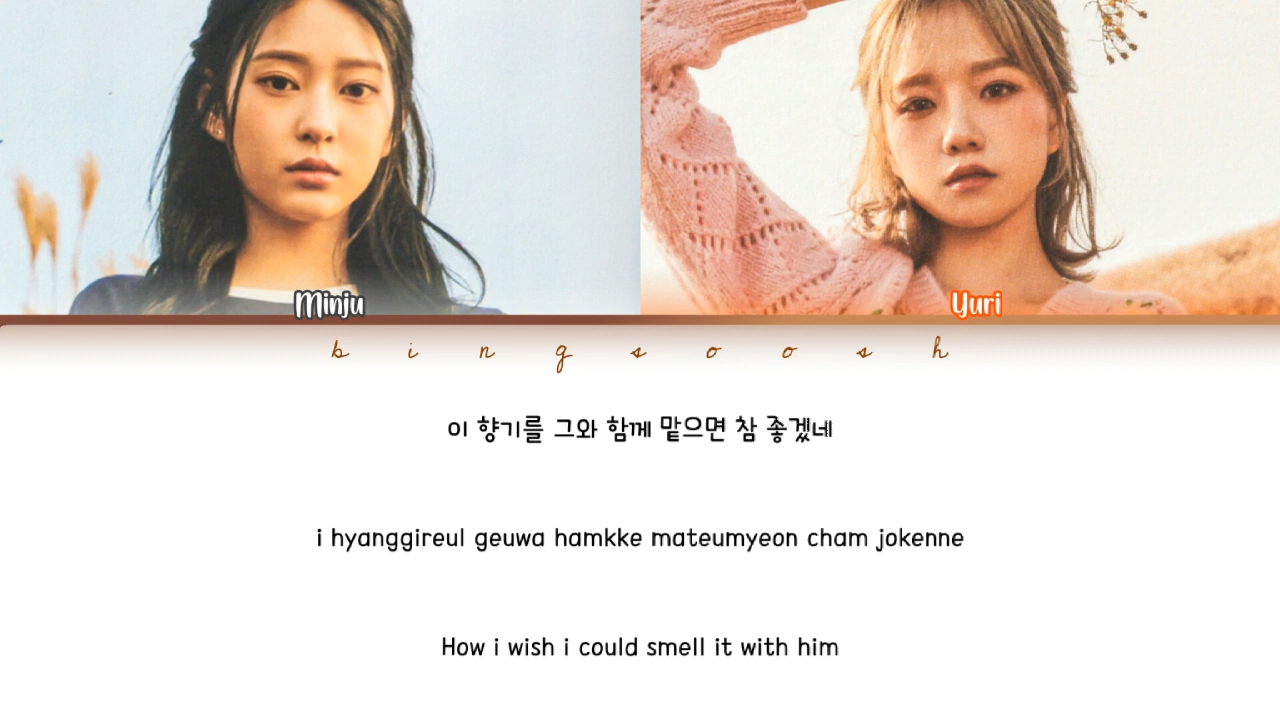 Minju Yuri
bingsoosh
이 향기를 그와 함께 맡으면 참 좋겠네
i hyanggireul geuwa hamkke mateumyeon cham jokenne
How i wish i could smell it with him